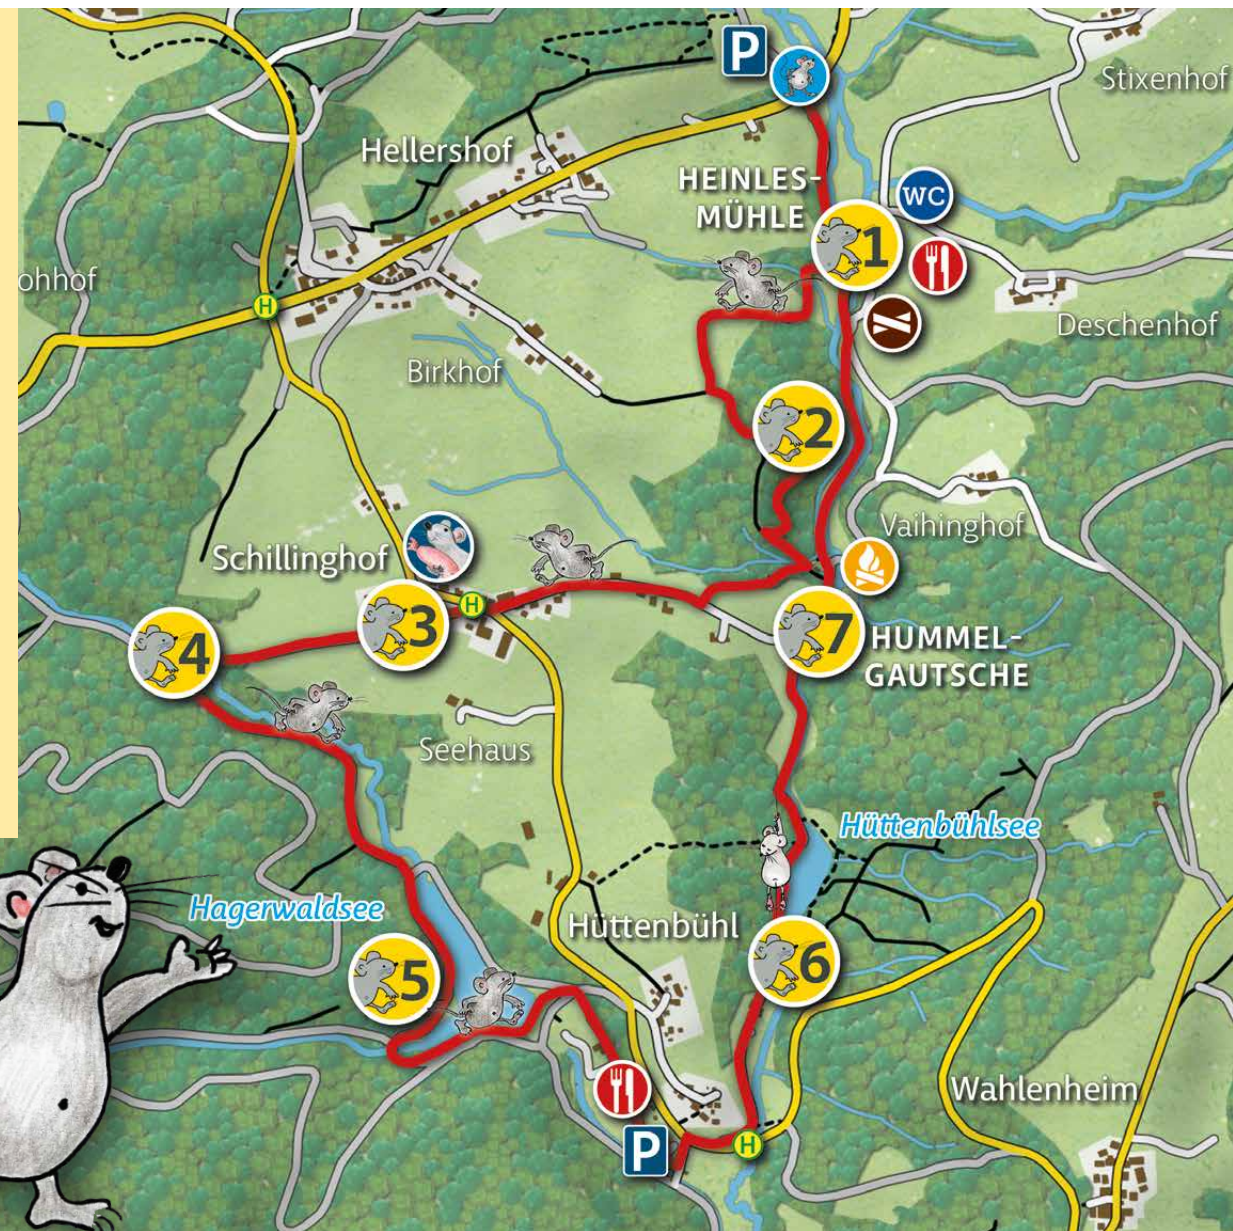 P
Stixenhof
Hellershof
HEINLES-
MÜHLE
WC
1
ohhof
H
Deschenhof
Birkhof
2
Vaihinghof
Schillinghof
3
H
4
7
HUMMEL-
GAUTSCHE
Seehaus
Hüttenbühlsee
Hagerwaldsee
Hüttenbühl
5
6
Wahlenheim
P
H